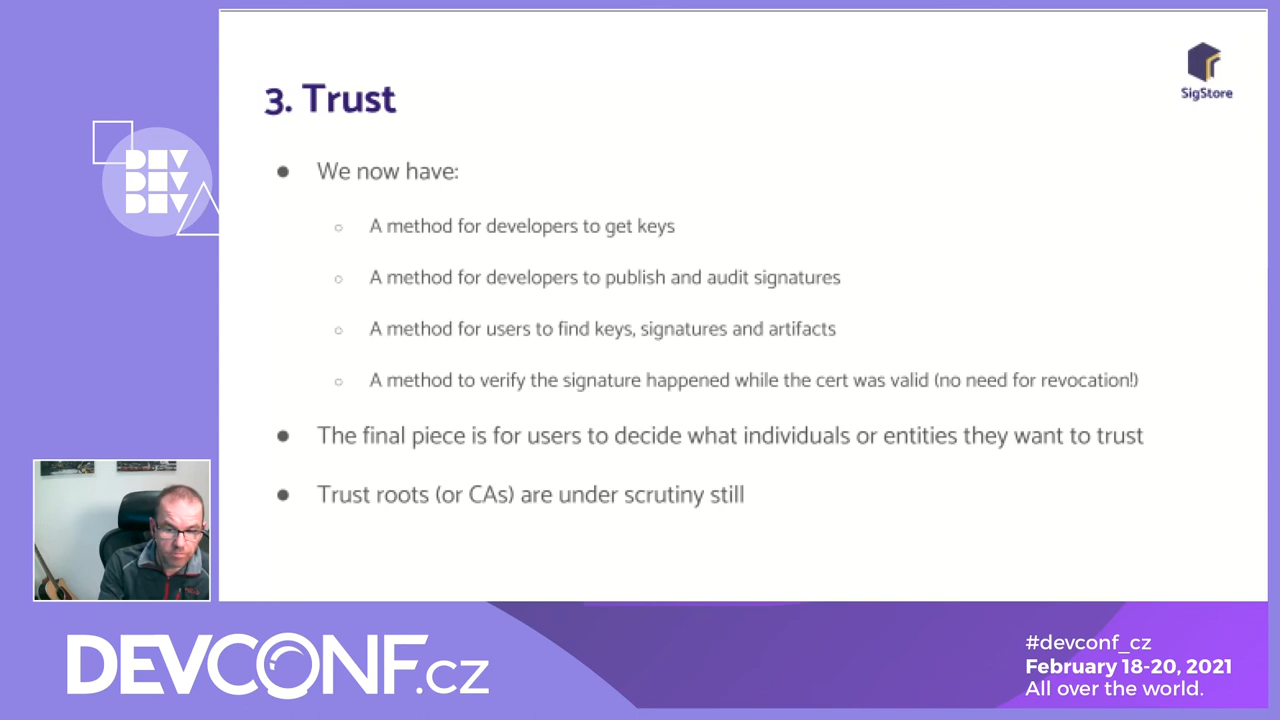 SigStore
3. Trust
● We now have:
○ A method for developers to get keys
○ A method for developers to publish and audit signatures
○ A method for users to find keys, signatures and artifacts
○ A method to verify the signature happened while the cert was valid (no need for revocation!)
● The final piece is for users to decide what individuals or entities they want to trust
● Trust roots (or CAs) are under scrutiny still
DEV
DEV
DEV
DEVCONF.cz
#devconf_cz
February 18-20, 2021
All over the world.